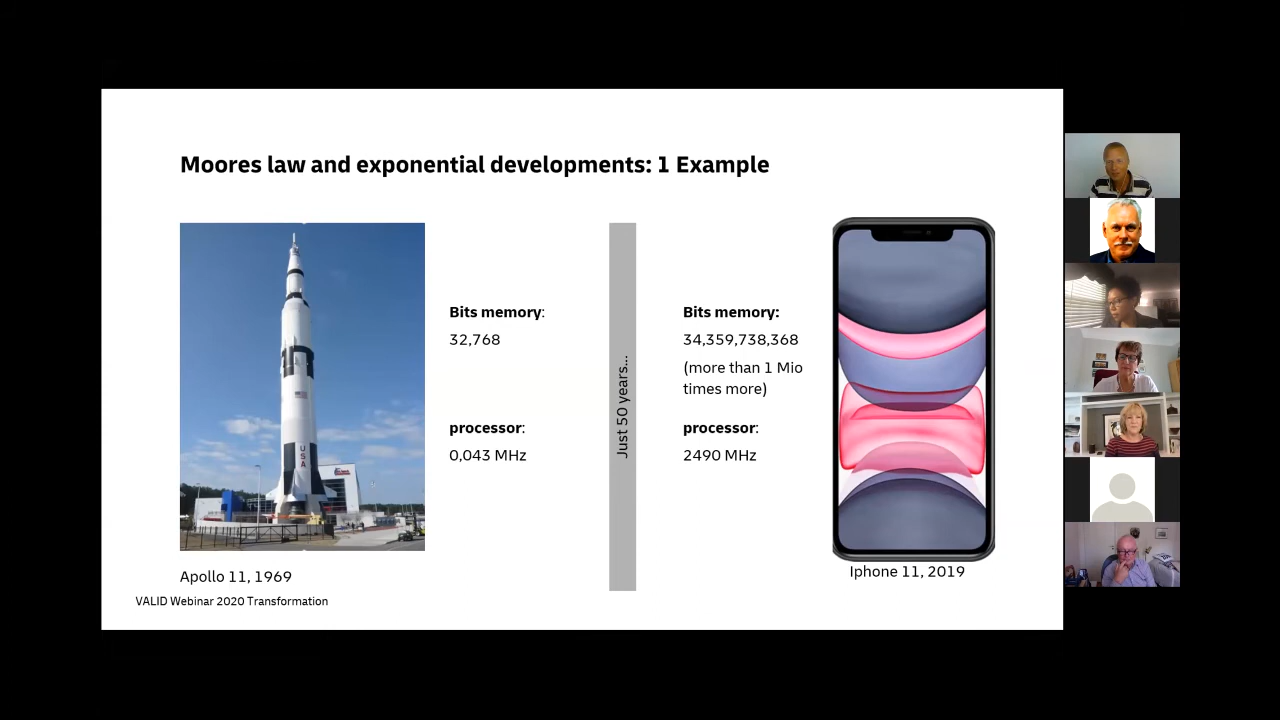 Moores law and exponential developments: 1 Example
Bits memory:
32,768
processor:
0,043 MHz
Just 50 years...
Bits memory:
34,359,738,368
(more than 1 Mio
times more)
processor:
2490 MHz
USA
Apollo 11, 1969
Iphone 11, 2019
VALID Webinar 2020 Transformation